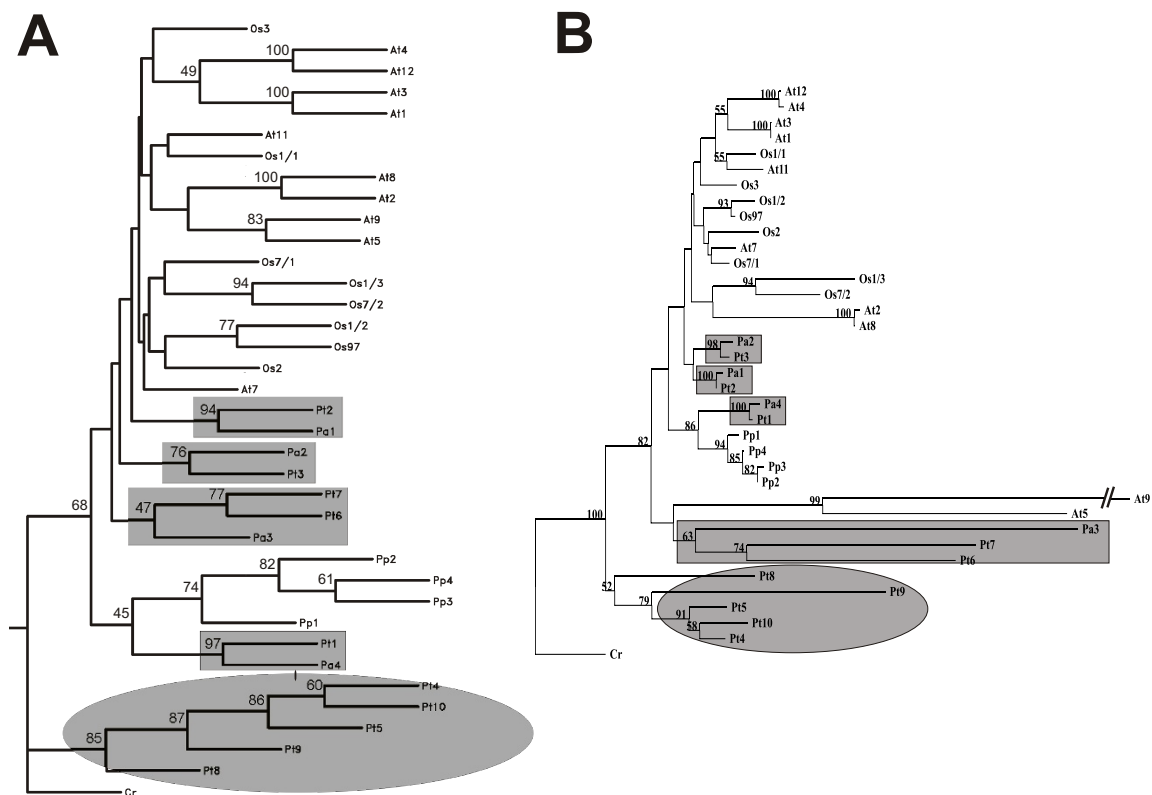 A
Os3
At4
100
49
At12
At3
100
At1
At11
Os1/1
At8
100
At2
At9
83
At5
Os7/1
Os1/3
94
Os7/2
Os1/2
77
Os97
Os2
At7
Pt2
94
Pa1
Pa2
76
Pt3
Pt7
77
47
Pt6
Pa3
68
Pp2
82
Pp4
61
74
Pp3
45
Pp1
Pt1
97
Pa4
Pt4
60
86
Pt10
87
Pt5
85
Pt9
Pt8
Cr
B
At12
100
At4
55
At3
100
At1
Os1/1
55
At11
Os3
Os1/2
93
Os97
Os2
At7
Os7/1
Os1/3
94
Os7/2
At2
100
At8
Pa2
98
Pt3
Pa1
100
Pt2
Pa4
100
Pt1
86
Pp1
94
Pp4
85
Pp3
82
Pp2
82
At9
99
At5
Pa3
63
Pt7
74
Pt6
100
Pt8
52
Pt9
79
Pt5
91
Pt10
58
Pt4
Cr